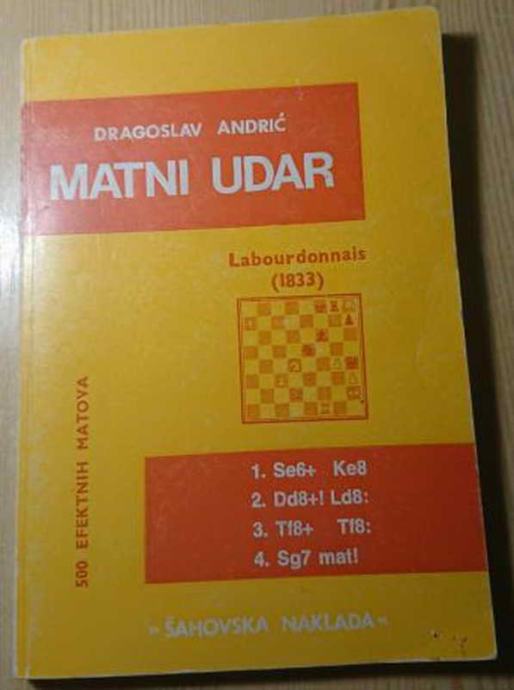 DRAGOSLAV ANDRIĆ
MATNI UDAR
Labourdonnais
(1833)
500 EFEKTNIH MATOVA
1. Se6+ Ke8
2. Dd8+! Ld8:
3. Tf8+ Tf8:
4. Sg7 mat!
»ŠAHOVSKA NAKLADA«